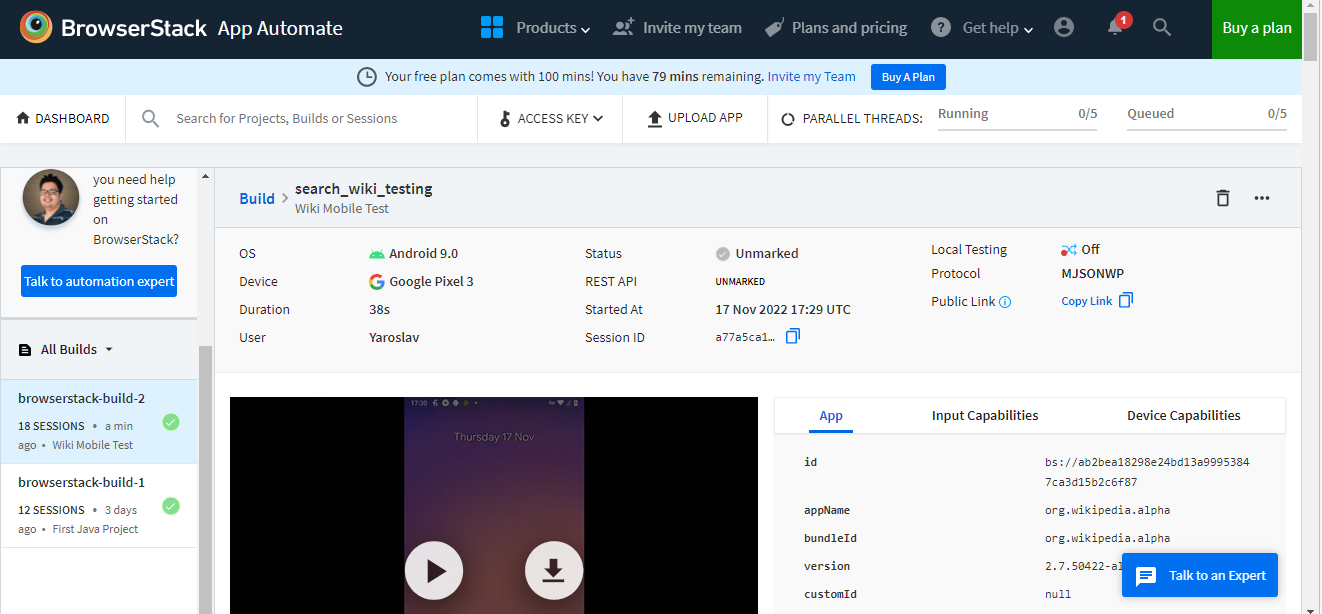 BrowserStack App Automate
Products
Invite my team
Plans and pricing
Get help
1
Buy a plan
Your free plan comes with 100 mins! You have 79 mins remaining. Invite my Team
Buy A Plan
DASHBOARD
Search for Projects, Builds or Sessions
ACCESS KEY
UPLOAD APP
PARALLEL THREADS:
Running 0/5
Queued 0/5
you need help
getting started
on
BrowserStack?
Talk to automation expert
All Builds
browserstack-build-2
18 SESSIONS • a min
ago • Wiki Mobile Test
browserstack-build-1
12 SESSIONS • 3 days
ago • First Java Project
Build > search_wiki_testing
Wiki Mobile Test
OS Android 9.0
Device Google Pixel 3
Duration 38s
User Yaroslav
Status Unmarked
REST API UNMARKED
Started At 17 Nov 2022 17:29 UTC
Session ID a77a5ca1...
Local Testing Off
Protocol MJSONWP
Public Link Copy Link
17:30
Thursday 17 Nov
App
Input Capabilities
Device Capabilities
id bs://ab2bea18298e24bd13a9995384
7ca3d15b2c6f87
appName org.wikipedia.alpha
bundleId org.wikipedia.alpha
version 2.7.50422-al
customId null
Talk to an Expert